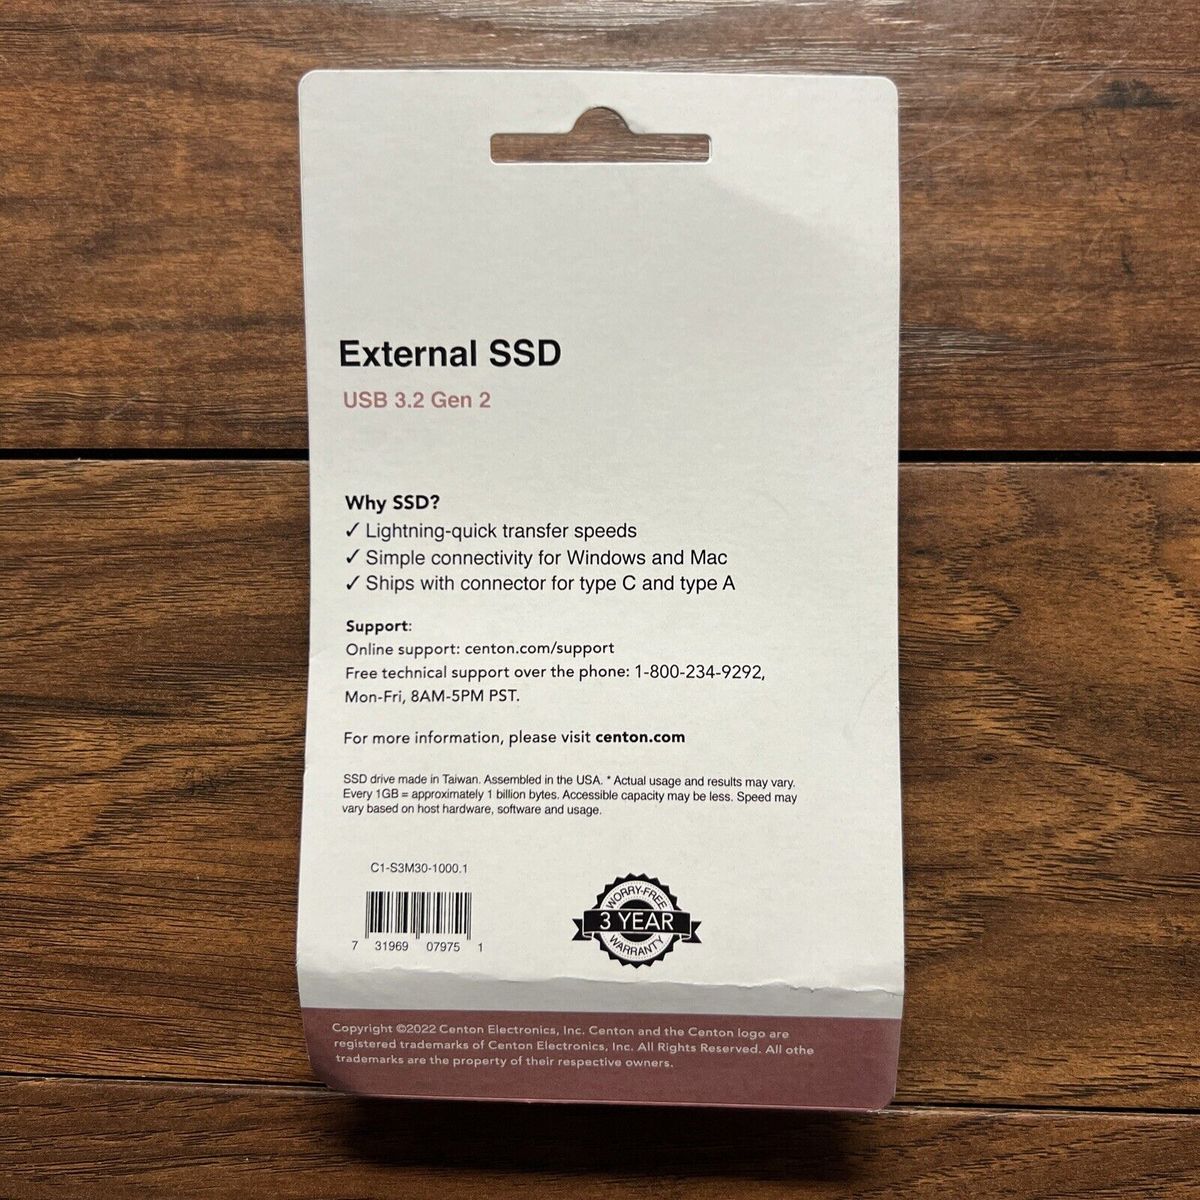 External SSD
USB 3.2 Gen 2
Why SSD?
✓ Lightning-quick transfer speeds
✓ Simple connectivity for Windows and Mac
✓ Ships with connector for type C and type A
Support:
Online support: centon.com/support
Free technical support over the phone: 1-800-234-9292,
Mon-Fri, 8AM-5PM PST.
For more information, please visit centon.com
SSD drive made in Taiwan. Assembled in the USA. * Actual usage and results may vary.
Every 1GB = approximately 1 billion bytes. Accessible capacity may be less. Speed may
vary based on host hardware, software and usage.
C1-S3M30-1000.1
7 31969 07975 1
WORRY-FREE
3 YEAR
WARRANTY
Copyright ©2022 Centon Electronics, Inc. Centon and the Centon logo are
registered trademarks of Centon Electronics, Inc. All Rights Reserved. All othe
trademarks are the property of their respective owners.